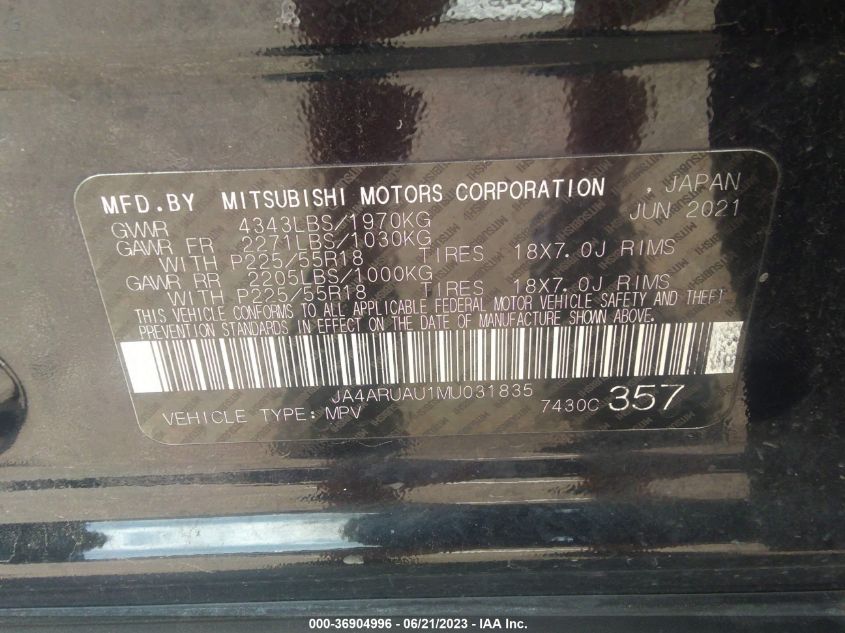 MFD.BY MITSUBISHI MOTORS CORPORATION , JAPAN
GVWR 4343LBS/1970KG JUN 2021
GAWR FR 2271LBS/1030KG
WITH P225/55R18 TIRES 18X7.0J RIMS
GAWR RR 2205LBS/1000KG
WITH P225/55R18 TIRES 18X7.0J RIMS
THIS VEHICLE CONFORMS TO ALL APPLICABLE FEDERAL MOTOR VEHICLE SAFETY AND THEFT
PREVENTION STANDARDS IN EFFECT ON THE DATE OF MANUFACTURE SHOWN ABOVE.
JA4ARUAU1MU031835
VEHICLE TYPE: MPV 7430C 357
000-36904996 - 06/21/2023 - IAA Inc.